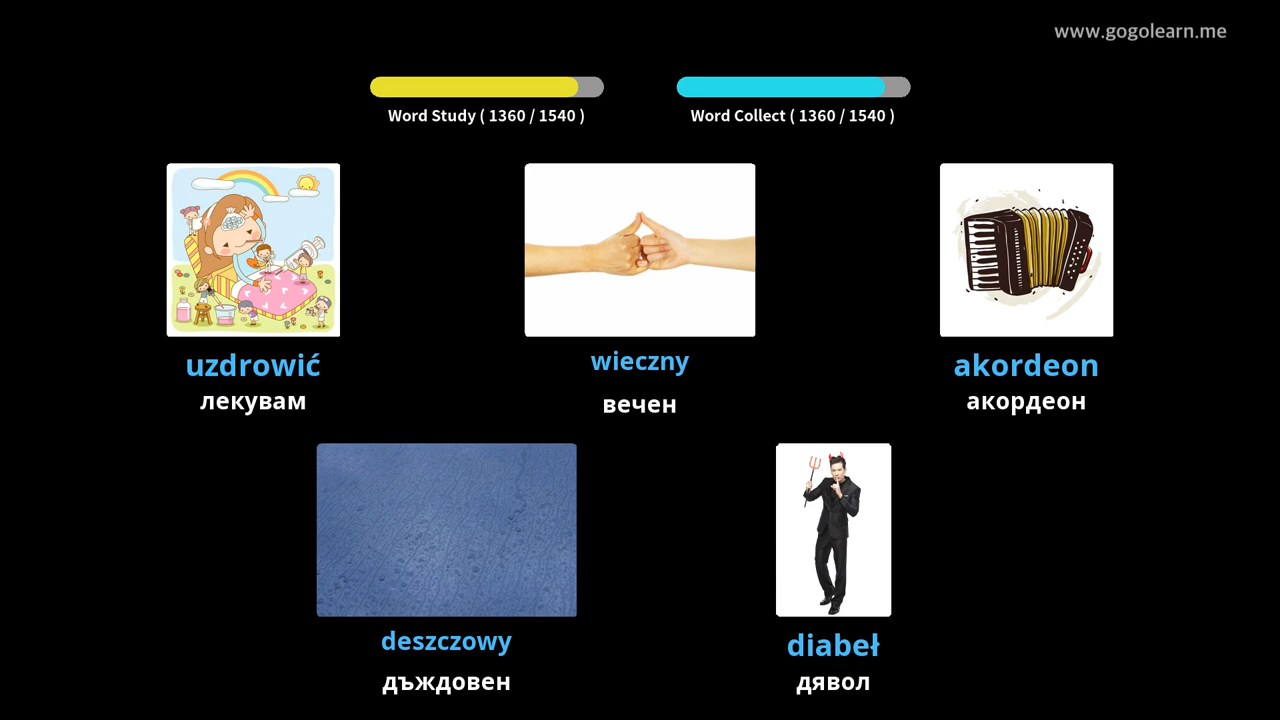 www.gogolearn.me
Word Study ( 1360 / 1540 )
Word Collect ( 1360 / 1540 )
uzdrowić
лекувам
wieczny
вечен
akordeon
акордеон
deszczowy
дъждовен
diabeł
дявол